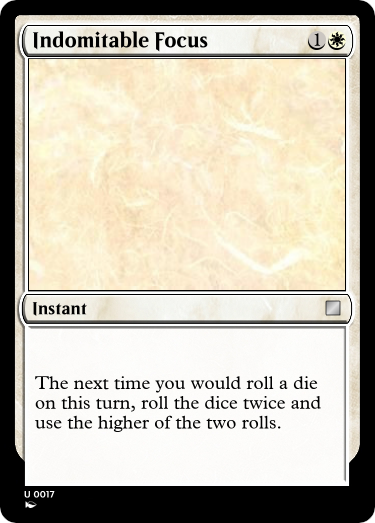 Indomitable Focus 1
Instant
The next time you would roll a die
on this turn, roll the dice twice and
use the higher of the two rolls.
U 0017